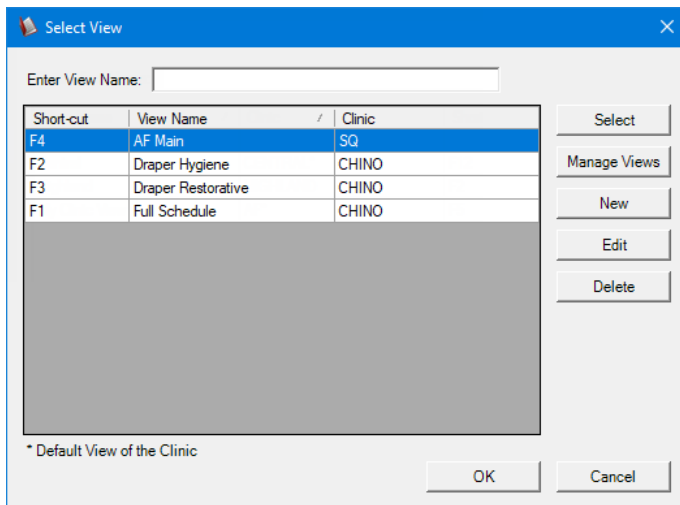 Select View
Enter View Name:
Short-cut View Name / Clinic
F4 AF Main SQ
F2 Draper Hygiene CHINO
F3 Draper Restorative CHINO
F1 Full Schedule CHINO
Select
Manage Views
New
Edit
Delete
* Default View of the Clinic
OK Cancel